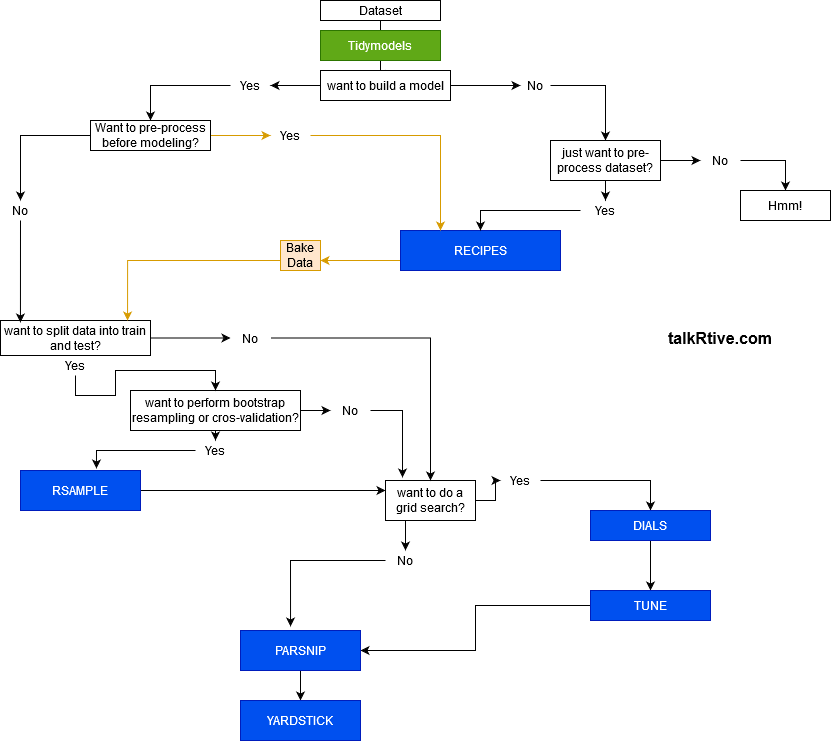 Dataset
Tidymodels
want to build a model
Yes
No
Want to pre-process
before modeling?
Yes
just want to pre-
process dataset?
No
Hmm!
No
Yes
RECIPES
Bake
Data
want to split data into train
and test?
No
talkRtive.com
Yes
want to perform bootstrap
resampling or cros-validation?
No
Yes
RSAMPLE
want to do a
grid search?
Yes
DIALS
No
TUNE
PARSNIP
YARDSTICK